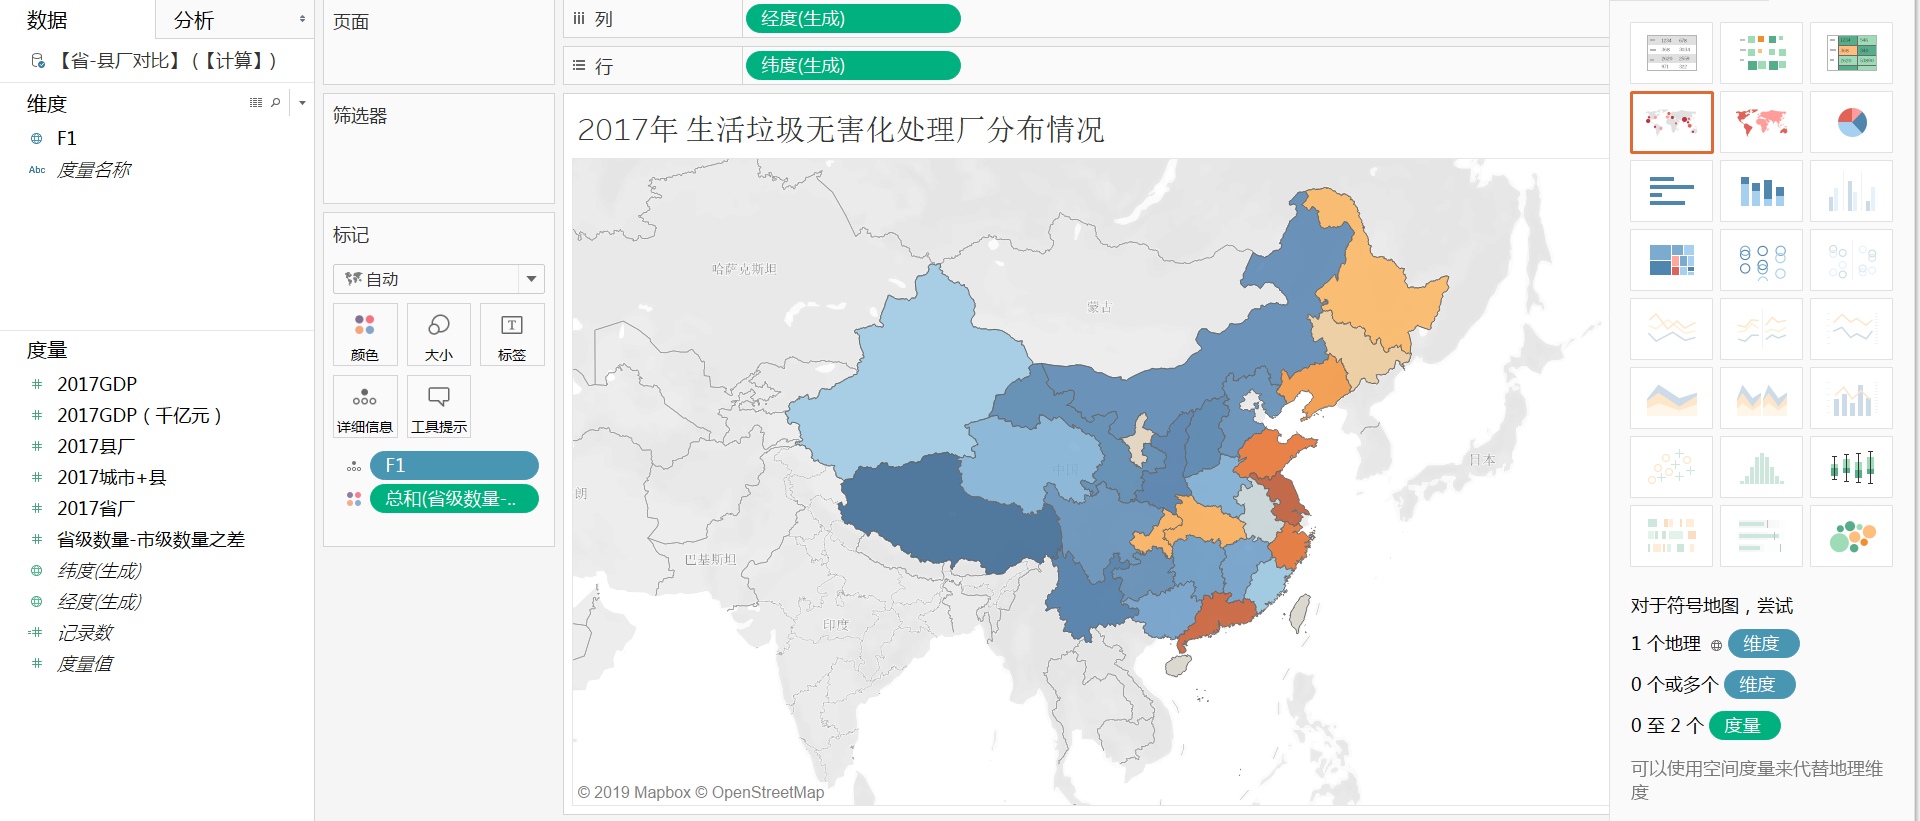 数据
分析
【省-县厂对比】 (【计算】)
维度
F1
Abc 度量名称
度量
2017GDP
2017GDP（千亿元）
2017县厂
2017城市+县
2017省厂
省级数量-市级数量之差
纬度(生成)
经度(生成)
记录数
度量值
页面
筛选器
标记
自动
颜色
大小
标签
详细信息
工具提示
F1
总和(省级数量-..
列
经度(生成)
行
纬度(生成)
2017年 生活垃圾无害化处理厂分布情况
哈萨克斯坦
蒙古
中国
日本
朗
巴基斯坦
印度
© 2019 Mapbox © OpenStreetMap
对于符号地图，尝试
1 个地理 维度
0 个或多个 维度
0 至 2 个 度量
可以使用空间度量来代替地理维
度